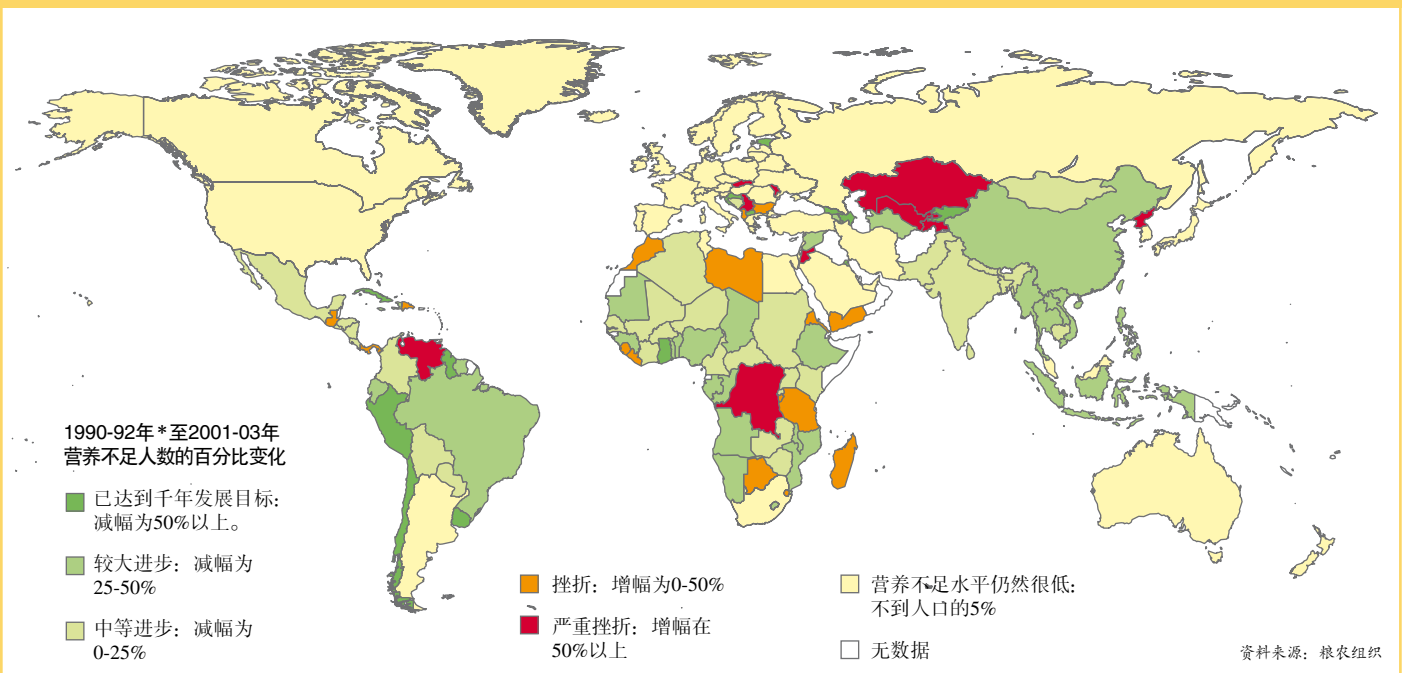 1990-92年*至2001-03年
营养不足人数的百分比变化
已达到千年发展目标：
减幅为50%以上。
较大进步：减幅为
25-50%
中等进步：减幅为
0-25%
挫折：增幅为0-50%
严重挫折：增幅在
50%以上
营养不足水平仍然很低：
不到人口的5%
无数据
资料来源：粮农组织